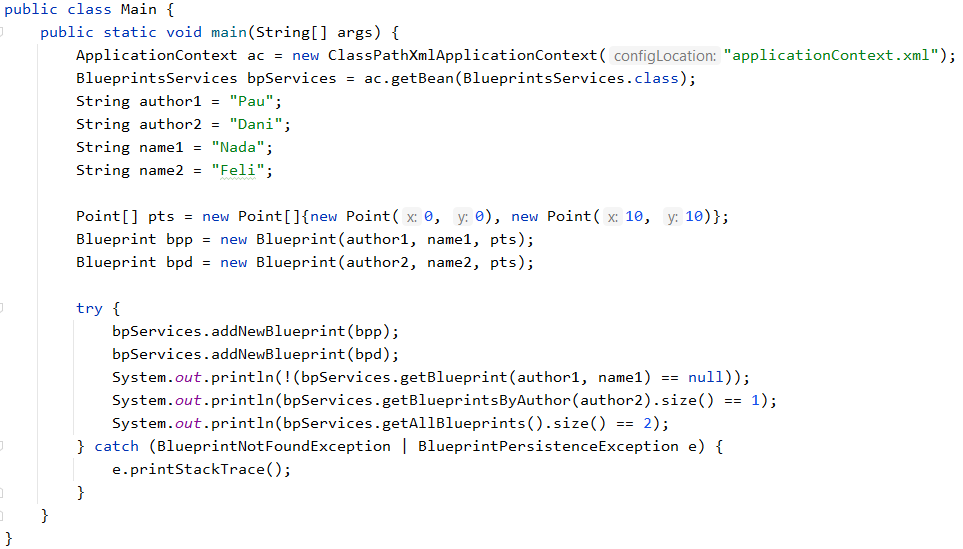 public class Main {
    public static void main(String[] args) {
        ApplicationContext ac = new ClassPathXmlApplicationContext( configLocation: "applicationContext.xml");
        BlueprintsServices bpServices = ac.getBean(BlueprintsServices.class);
        String author1 = "Pau";
        String author2 = "Dani";
        String name1 = "Nada";
        String name2 = "Feli";

        Point[] pts = new Point[]{new Point( x: 0, y: 0), new Point( x: 10, y: 10)};
        Blueprint bpp = new Blueprint(author1, name1, pts);
        Blueprint bpd = new Blueprint(author2, name2, pts);

        try {
            bpServices.addNewBlueprint(bpp);
            bpServices.addNewBlueprint(bpd);
            System.out.println(!(bpServices.getBlueprint(author1, name1) == null));
            System.out.println(bpServices.getBlueprintsByAuthor(author2).size() == 1);
            System.out.println(bpServices.getAllBlueprints().size() == 2);
        } catch (BlueprintNotFoundException | BlueprintPersistenceException e) {
            e.printStackTrace();
        }
    }
}